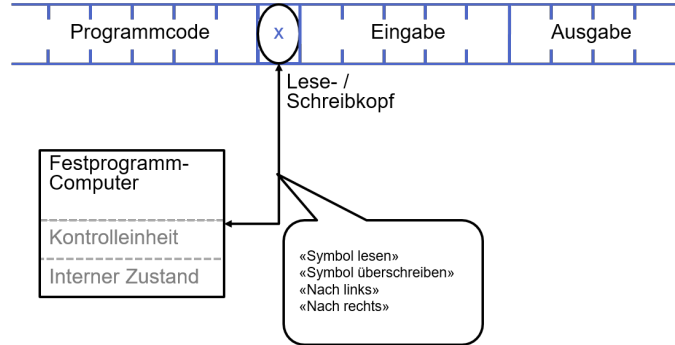 Programmcode
x
Eingabe
Ausgabe
Lese- /
Schreibkopf
Festprogramm-
Computer
Kontrolleinheit
Interner Zustand
«Symbol lesen»
«Symbol überschreiben»
«Nach links»
«Nach rechts»